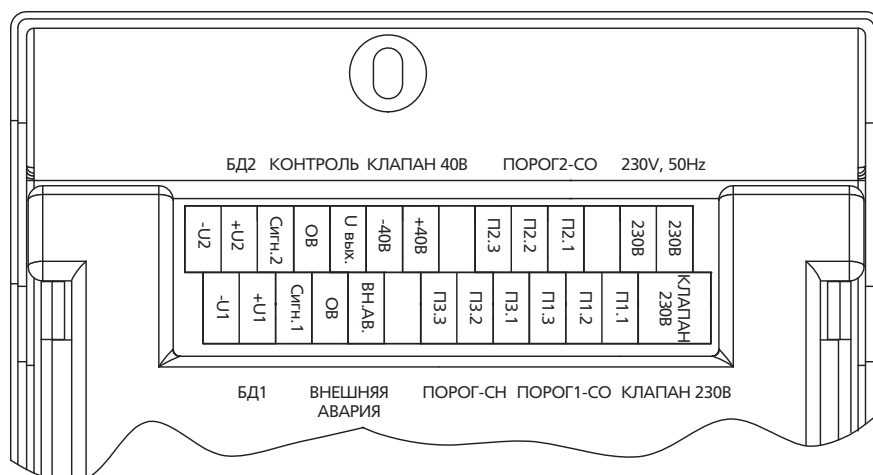 БД2 КОНТРОЛЬ КЛАПАН 40В ПОРОГ2-СО 230V, 50Hz
-U2 +U2 Сигн.2 ОВ U вых. -40В +40В П2.3 П2.2 П2.1 230В 230В
-U1 +U1 Сигн.1 ОВ ВН.АВ. П3.3 П3.2 П3.1 П1.3 П1.2 П1.1 КЛАПАН 230В
БД1 ВНЕШНЯЯ АВАРИЯ ПОРОГ-СН ПОРОГ1-СО КЛАПАН 230В